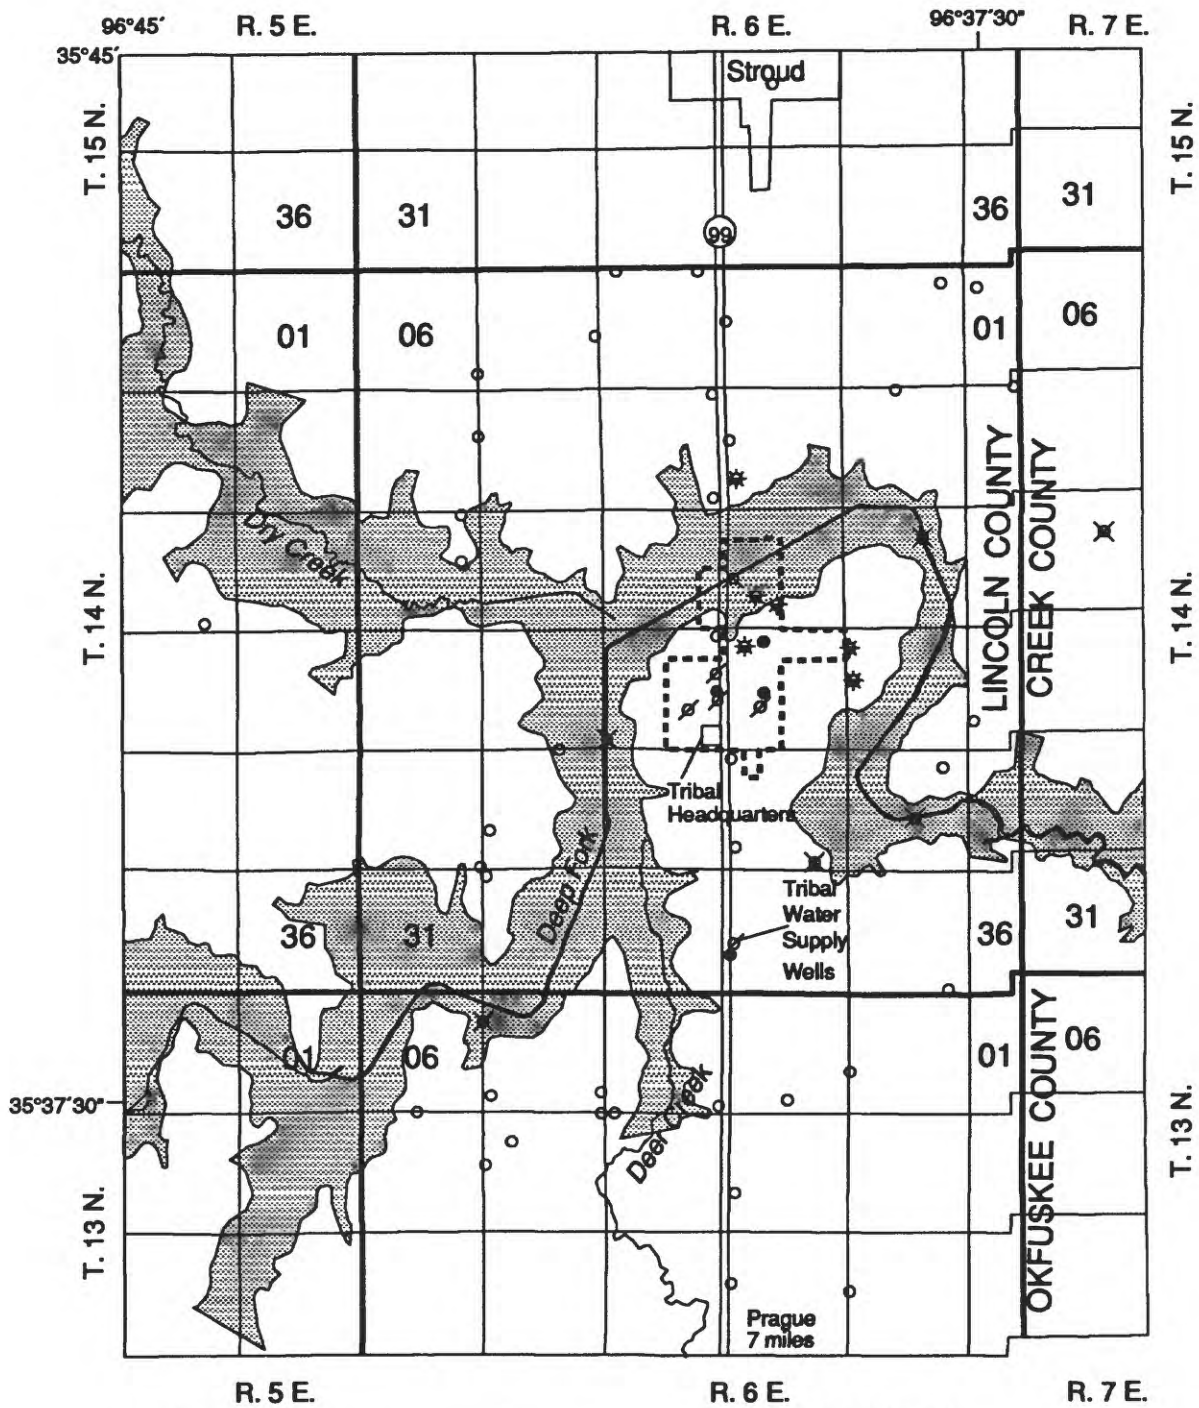 96°45′ R. 5 E. R. 6 E. 96°37′30″ R. 7 E.
35°45′
Stroud
T. 15 N.
T. 15 N.
36 31 36 31
99
01 06 01 06
LINCOLN COUNTY
CREEK COUNTY
Dry Creek
T. 14 N.
T. 14 N.
Tribal
Headquarters
Deep Fork
Tribal
Water
Supply
Wells
36 31 36 31
01 06 01 06
OKFUSKEE COUNTY
35°37′30″
Deer Creek
T. 13 N.
T. 13 N.
Prague
7 miles
R. 5 E. R. 6 E. R. 7 E.